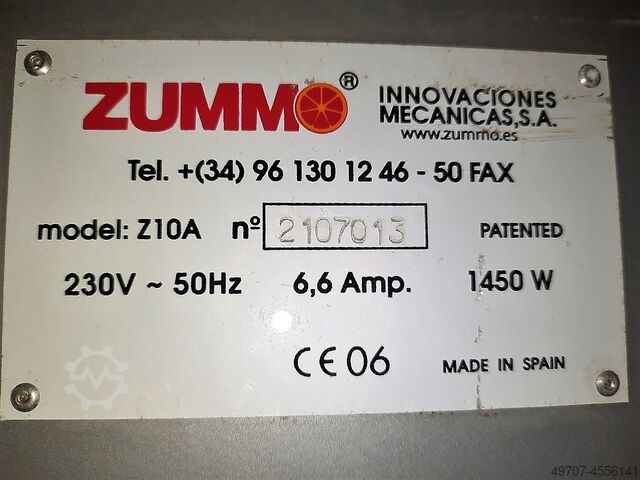 ZUMMO® INNOVACIONES
MECANICAS,S.A.
www.zummo.es
Tel. +(34) 96 130 12 46 - 50 FAX
model: Z10A nº 2107013 PATENTED
230V ~ 50Hz 6,6 Amp. 1450 W
CE 06 MADE IN SPAIN
49707-4556141